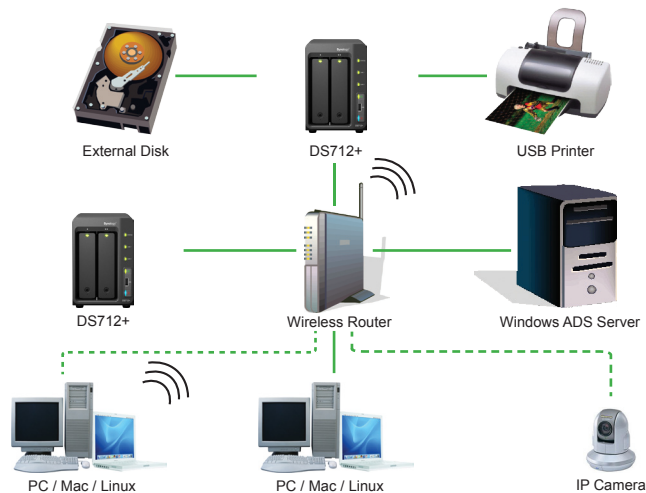 External Disk
DS712+
USB Printer
DS712+
Wireless Router
Windows ADS Server
PC / Mac / Linux
PC / Mac / Linux
IP Camera